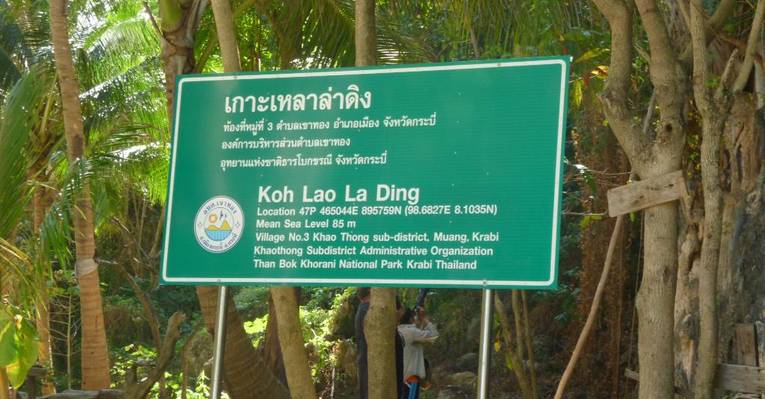 เกาะเหลาล่าดิง
ท้องที่หมู่ที่ 3 ตำบลเขาทอง อำเภอเมือง จังหวัดกระบี่
องค์การบริหารส่วนตำบลเขาทอง
อุทยานแห่งชาติธารโบกขรณี จังหวัดกระบี่
Koh Lao La Ding
Location 47P 465044E 895759N (98.6827E 8.1035N)
Mean Sea Level 85 m
Village No.3 Khao Thong sub-district, Muang, Krabi
Khaothong Subdistrict Administrative Organization
Than Bok Khorani National Park Krabi Thailand